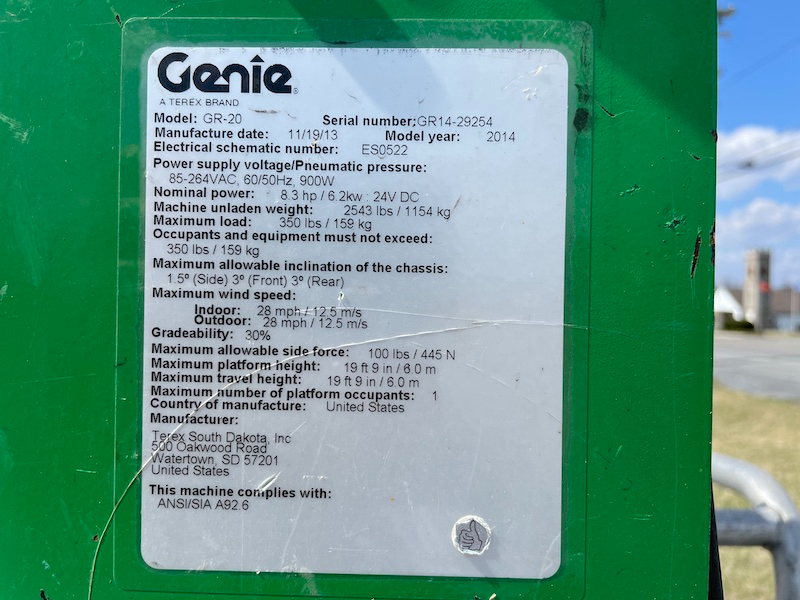 Genie
A TEREX BRAND
Model: GR-20 Serial number:GR14-29254
Manufacture date: 11/19/13 Model year: 2014
Electrical schematic number: ES0522
Power supply voltage/Pneumatic pressure:
85-264VAC, 60/50Hz, 900W
Nominal power: 8.3 hp / 6.2kw : 24V DC
Machine unladen weight: 2543 lbs / 1154 kg
Maximum load: 350 lbs / 159 kg
Occupants and equipment must not exceed:
350 lbs / 159 kg
Maximum allowable inclination of the chassis:
1.5º (Side) 3º (Front) 3º (Rear)
Maximum wind speed:
Indoor: 28 mph / 12.5 m/s
Outdoor: 28 mph / 12.5 m/s
Gradeability: 30%
Maximum allowable side force: 100 lbs / 445 N
Maximum platform height: 19 ft 9 in / 6.0 m
Maximum travel height: 19 ft 9 in / 6.0 m
Maximum number of platform occupants: 1
Country of manufacture: United States
Manufacturer:
Terex South Dakota, Inc
500 Oakwood Road
Watertown, SD 57201
United States
This machine complies with:
ANSI/SIA A92.6